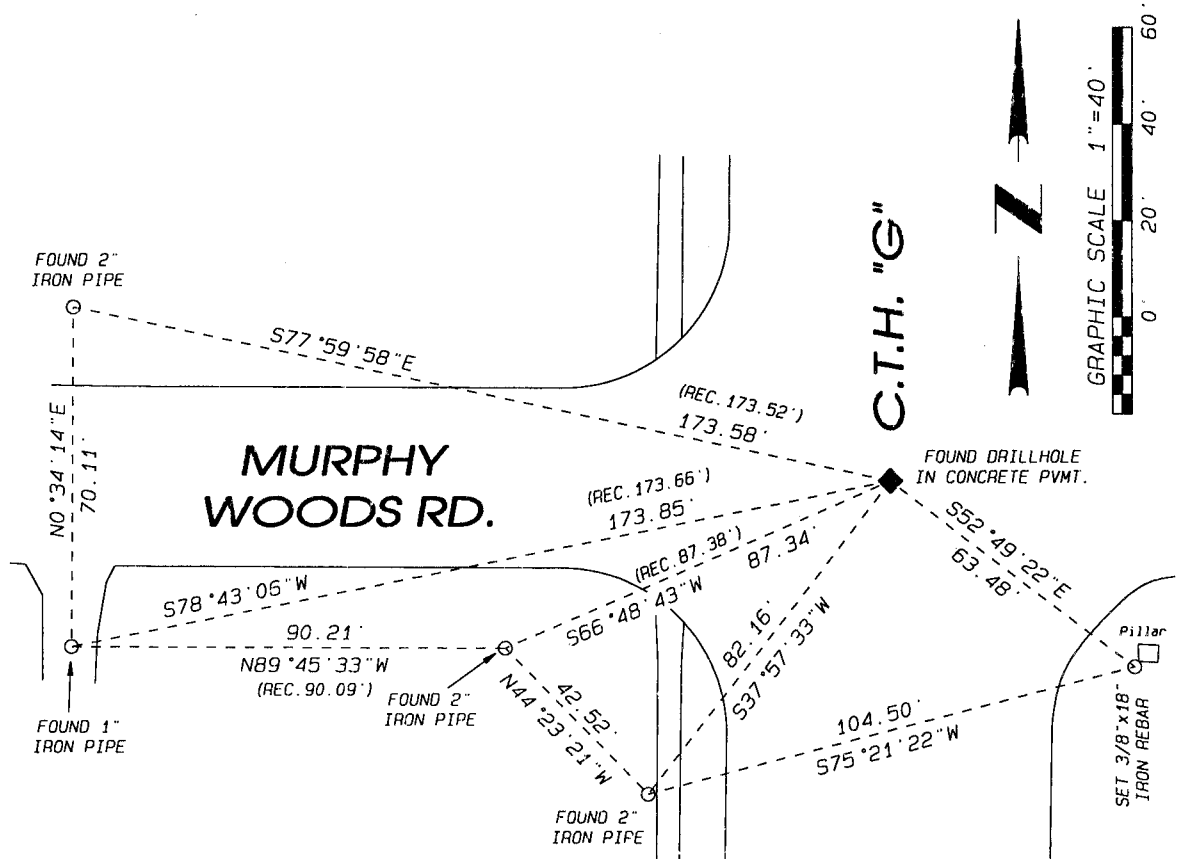 60'
40'
20'
0'
GRAPHIC SCALE 1"=40'
N
C.T.H. "G"
FOUND 2"
IRON PIPE
S77°59'58"E
(REC.173.52')
173.58'
N0°34'14"E
70.11'
MURPHY
WOODS RD.
FOUND DRILLHOLE
IN CONCRETE PVMT.
(REC.173.66')
173.85'
S78°43'05"W
(REC.87.38')
87.34'
S66°48'43"W
S52°49'22"E
63.48'
82.16'
S37°57'33"W
Pillar
90.21'
N89°45'33"W
(REC.90.09')
FOUND 2"
IRON PIPE
42.52'
N44°23'21"W
FOUND 1"
IRON PIPE
104.50'
S75°21'22"W
SET 3/8"x18"
IRON REBAR
FOUND 2"
IRON PIPE